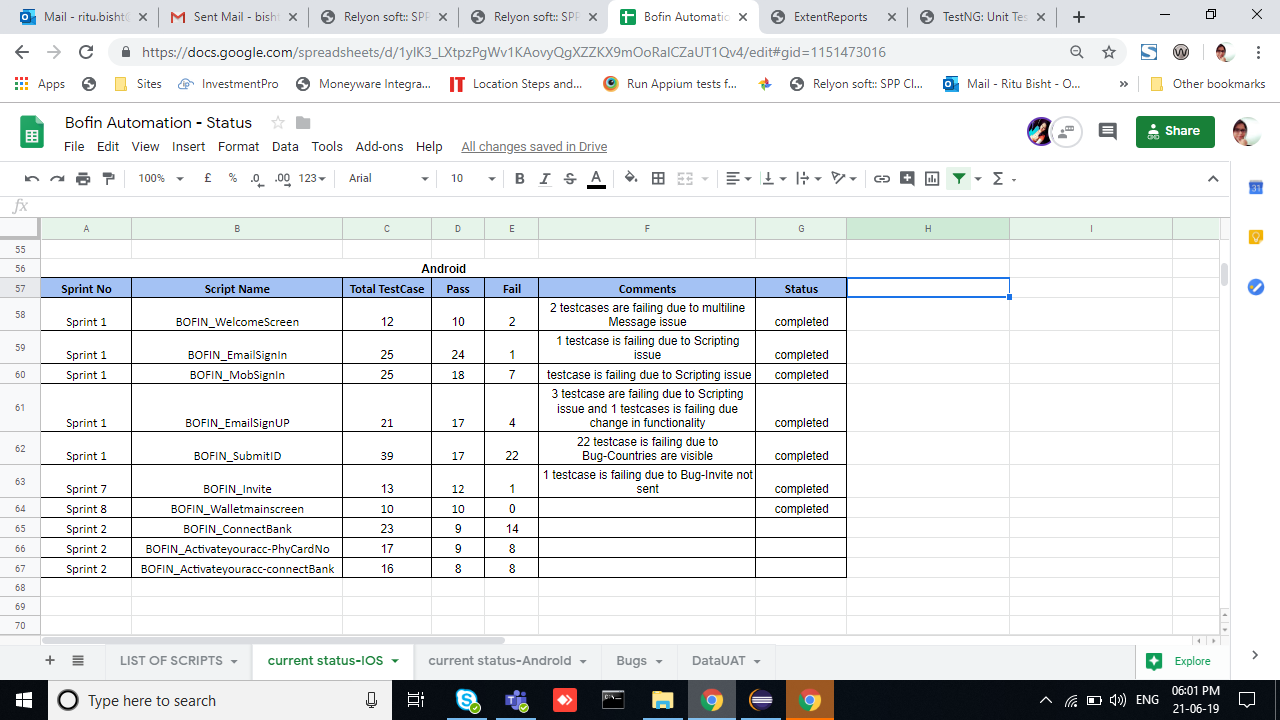 Mail - ritu.bisht
Sent Mail - bish
Relyon soft:: SPP
Relyon soft:: SPP
Bofin Automatic
ExtentReports
TestNG: Unit Tes
https://docs.google.com/spreadsheets/d/1ylK3_LXtpzPgWv1KAovyQgXZZKX9mOoRalCZaUT1Qv4/edit#gid=1151473016
Apps Sites InvestmentPro Moneyware Integra... Location Steps and... Run Appium tests f... Relyon soft:: SPP Cl... Mail - Ritu Bisht - O... » Other bookmarks
Bofin Automation - Status
Share
File Edit View Insert Format Data Tools Add-ons Help All changes saved in Drive
100% £ % .0 .00 123 Arial 10 B I S A Σ
fx
A B C D E F G H I
55
56 Android
57 Sprint No Script Name Total TestCase Pass Fail Comments Status
2 testcases are failing due to multiline
58 Sprint 1 BOFIN_WelcomeScreen 12 10 2 Message issue completed
1 testcase is failing due to Scripting
59 Sprint 1 BOFIN_EmailSignIn 25 24 1 issue completed
60 Sprint 1 BOFIN_MobSignIn 25 18 7 testcase is failing due to Scripting issue completed
3 testcase are failing due to Scripting
issue and 1 testcases is failing due
61 Sprint 1 BOFIN_EmailSignUP 21 17 4 change in functionality completed
22 testcase is failing due to
62 Sprint 1 BOFIN_SubmitID 39 17 22 Bug-Countries are visible completed
1 testcase is failing due to Bug-Invite not
63 Sprint 7 BOFIN_Invite 13 12 1 sent completed
64 Sprint 8 BOFIN_Walletmainscreen 10 10 0 completed
65 Sprint 2 BOFIN_ConnectBank 23 9 14
66 Sprint 2 BOFIN_Activateyouracc-PhyCardNo 17 9 8
67 Sprint 2 BOFIN_Activateyouracc-connectBank 16 8 8
68
69
70
LIST OF SCRIPTS current status-IOS current status-Android Bugs DataUAT Explore
Type here to search
ENG
06:01 PM
21-06-19